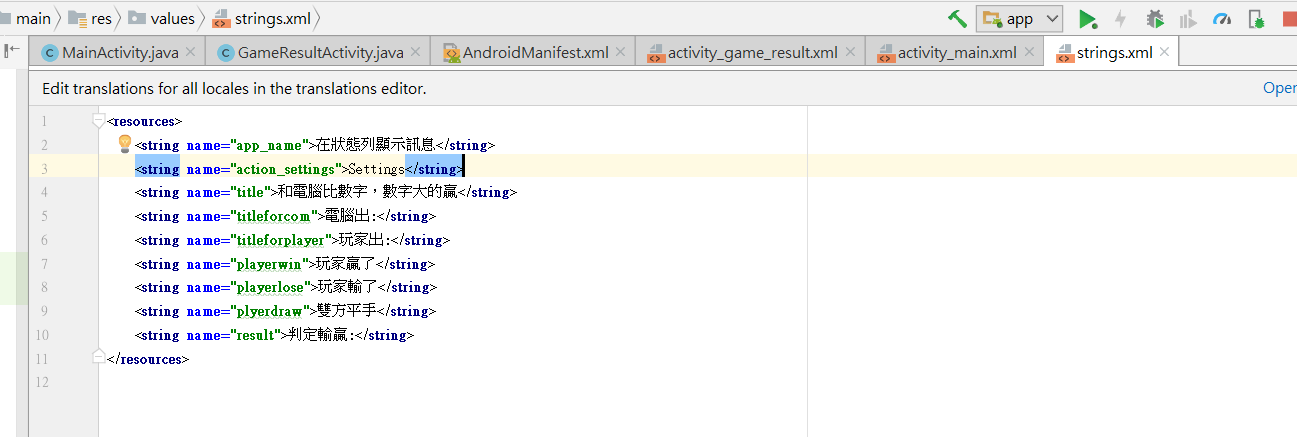 main res values strings.xml app
MainActivity.java GameResultActivity.java AndroidManifest.xml activity_game_result.xml activity_main.xml strings.xml
Edit translations for all locales in the translations editor. Oper
1 <resources>
2 <string name="app_name">在狀態列顯示訊息</string>
3 <string name="action_settings">Settings</string>
4 <string name="title">和電腦比數字，數字大的贏</string>
5 <string name="titleforcom">電腦出:</string>
6 <string name="titleforplayer">玩家出:</string>
7 <string name="playerwin">玩家贏了</string>
8 <string name="playerlose">玩家輸了</string>
9 <string name="plyerdraw">雙方平手</string>
10 <string name="result">判定輸贏:</string>
11 </resources>
12